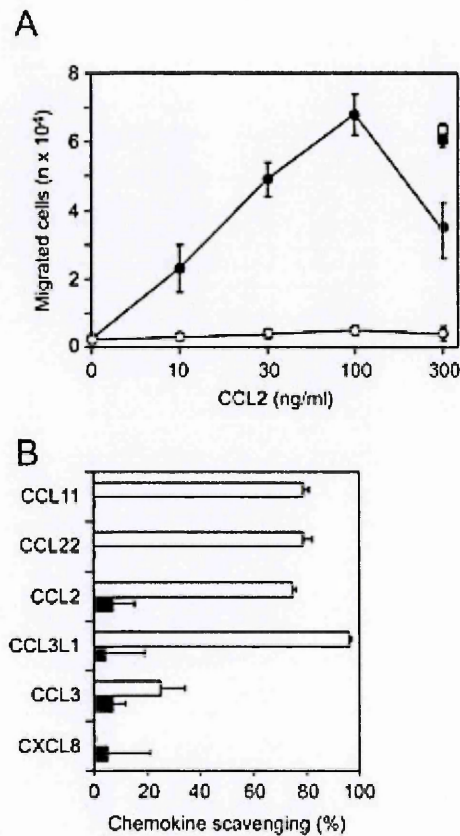 A
8
6
4
2
0
Migrated cells (n x 10⁴)
0 10 30 100 300
CCL2 (ng/ml)
B
CCL11
CCL22
CCL2
CCL3L1
CCL3
CXCL8
0 20 40 60 80 100
Chemokine scavenging (%)